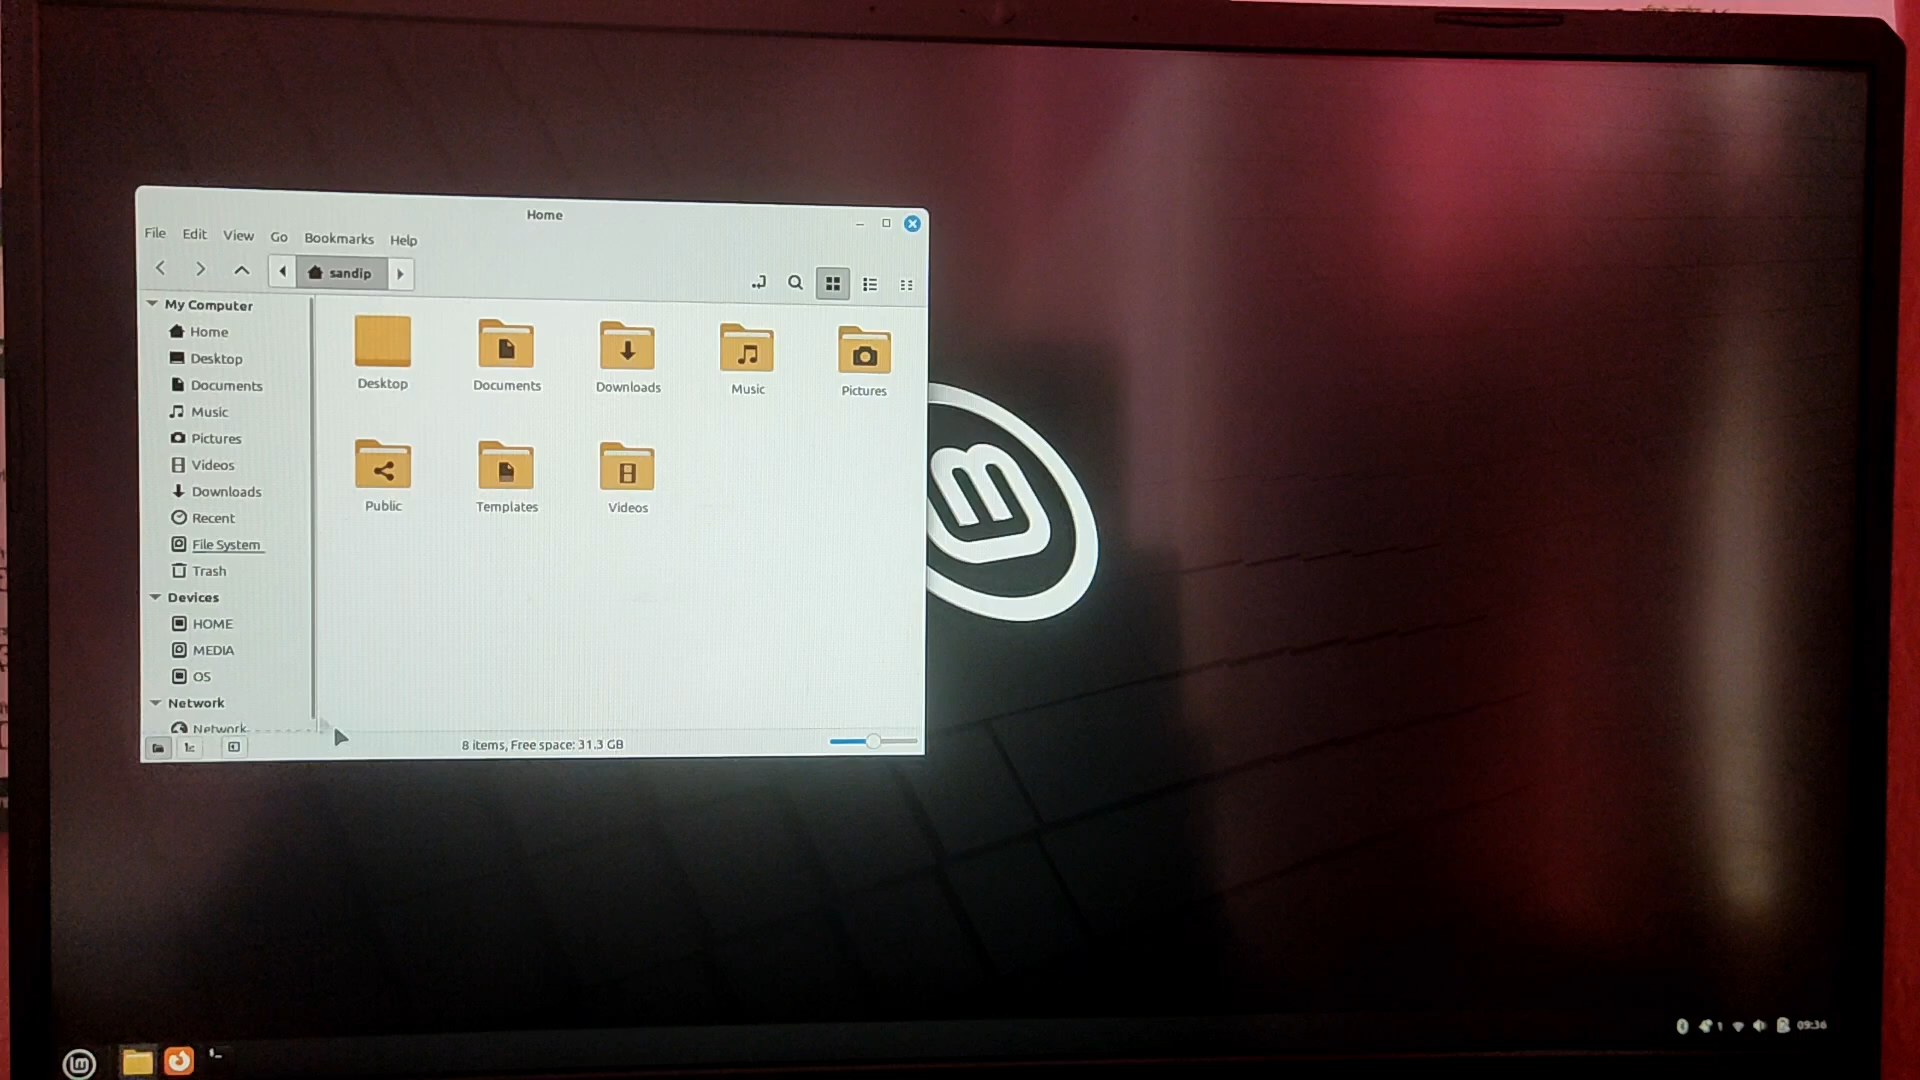 Home
File Edit View Go Bookmarks Help
sandip
My Computer
Home
Desktop
Documents
Music
Pictures
Videos
Downloads
Recent
File System
Trash
Devices
HOME
MEDIA
OS
Network
Network
Desktop Documents Downloads Music Pictures
Public Templates Videos
8 items, Free space: 31.3 GB
1 09:36